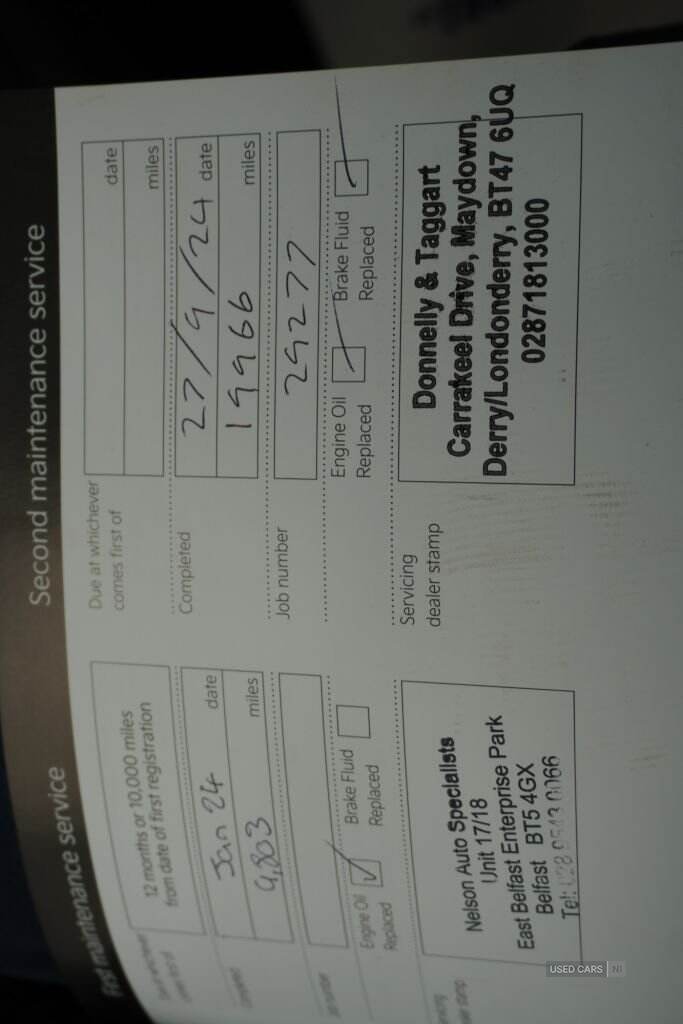 First maintenance service
12 months or 10,000 miles
from date of first registration
Jan 24 date
9,803 miles
Engine Oil
Replaced
Brake Fluid
Replaced
Nelson Auto Specialists
Unit 17/18
East Belfast Enterprise Park
Belfast BT5 4GX
Tel: 028
Second maintenance service
Due at whichever
comes first of
date
miles
Completed
27/9/24 date
19966 miles
Job number
29277
Engine Oil
Replaced
Brake Fluid
Replaced
Servicing
dealer stamp
Donnelly & Taggart
Carrakeel Drive, Maydown,
Derry/Londonderry, BT47 6UQ
02871813000
USED CARS NI